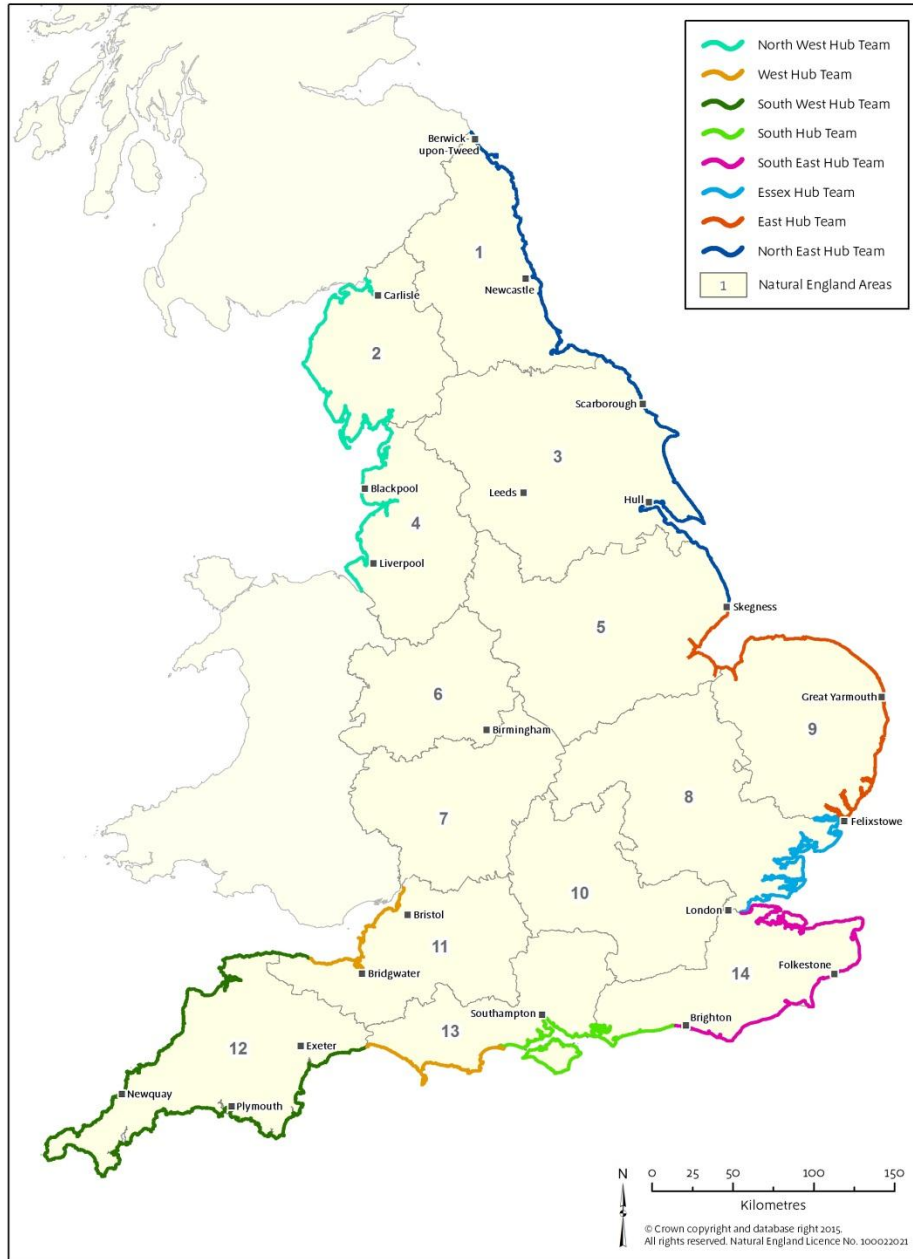 North West Hub Team
West Hub Team
South West Hub Team
South Hub Team
South East Hub Team
Essex Hub Team
East Hub Team
North East Hub Team
1 Natural England Areas
Berwick-
upon-Tweed
1
Newcastle
Carlisle
2
Scarborough
3
Leeds
Hull
Blackpool
4
Liverpool
Skegness
5
6
Great Yarmouth
9
Birmingham
8
7
Felixstowe
10
London
Bristol
11
Folkestone
14
Bridgwater
Southampton
Brighton
13
Exeter
12
Newquay
Plymouth
N
0 25 50 100 150
Kilometres
© Crown copyright and database right 2015.
All rights reserved. Natural England Licence No. 100022021